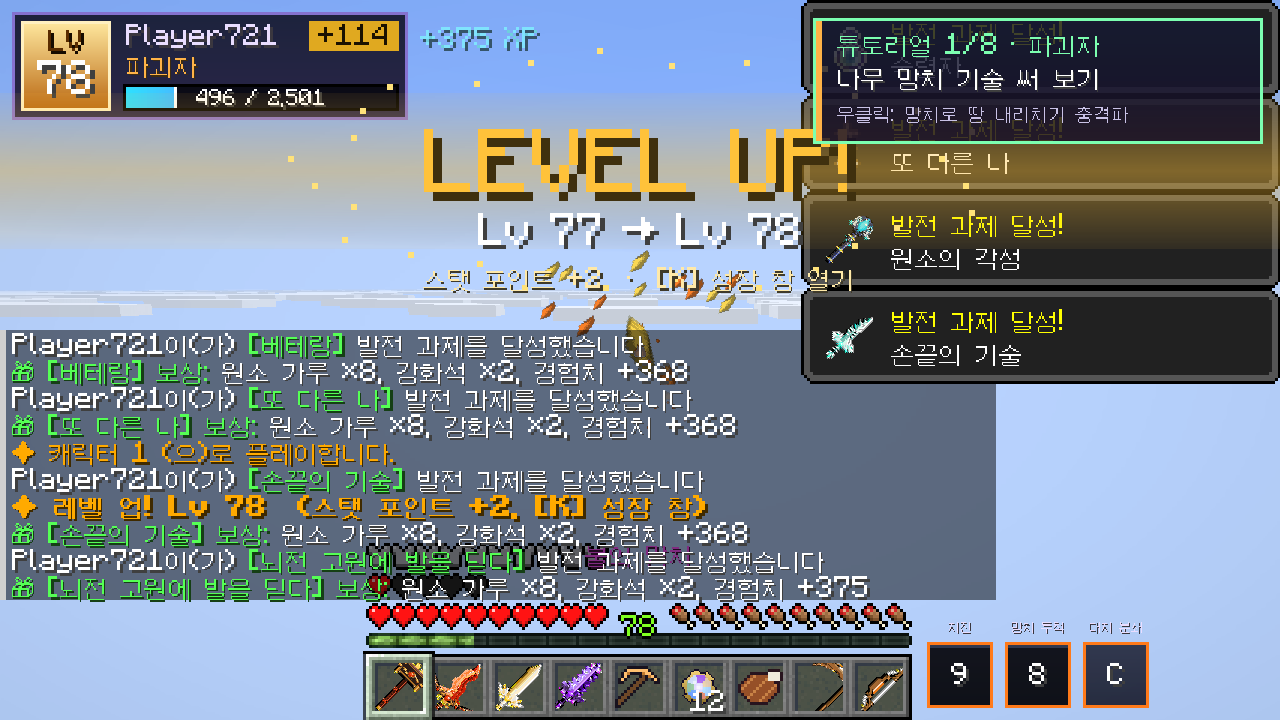 LV
78
Player721
+114
파괴자
496 / 2,501
+375 XP
LEVEL UP!
Lv 77 → Lv 78
스탯 포인트 +2 · [K] 성장 창 열기
튜토리얼 1/8 · 파괴자
나무 망치 기술 써 보기
우클릭: 망치로 땅 내리치기 충격파
또 다른 나
발전 과제 달성!
원소의 각성
발전 과제 달성!
손끝의 기술
Player721이(가) [베테랑] 발전 과제를 달성했습니다
[베테랑] 보상: 원소 가루 ×8, 강화석 ×2, 경험치 +368
Player721이(가) [또 다른 나] 발전 과제를 달성했습니다
[또 다른 나] 보상: 원소 가루 ×8, 강화석 ×2, 경험치 +368
✦ 캐릭터 1 (으)로 플레이합니다.
Player721이(가) [손끝의 기술] 발전 과제를 달성했습니다
✦ 레벨 업! Lv 78 (스탯 포인트 +2, [K] 성장 창)
[손끝의 기술] 보상: 원소 가루 ×8, 강화석 ×2, 경험치 +368
Player721이(가) [뇌전 고원에 발을 딛다] 발전 과제를 달성했습니다
[뇌전 고원에 발을 딛다] 보상: 원소 가루 ×8, 강화석 ×2, 경험치 +375
78
12
지진
9
8
C